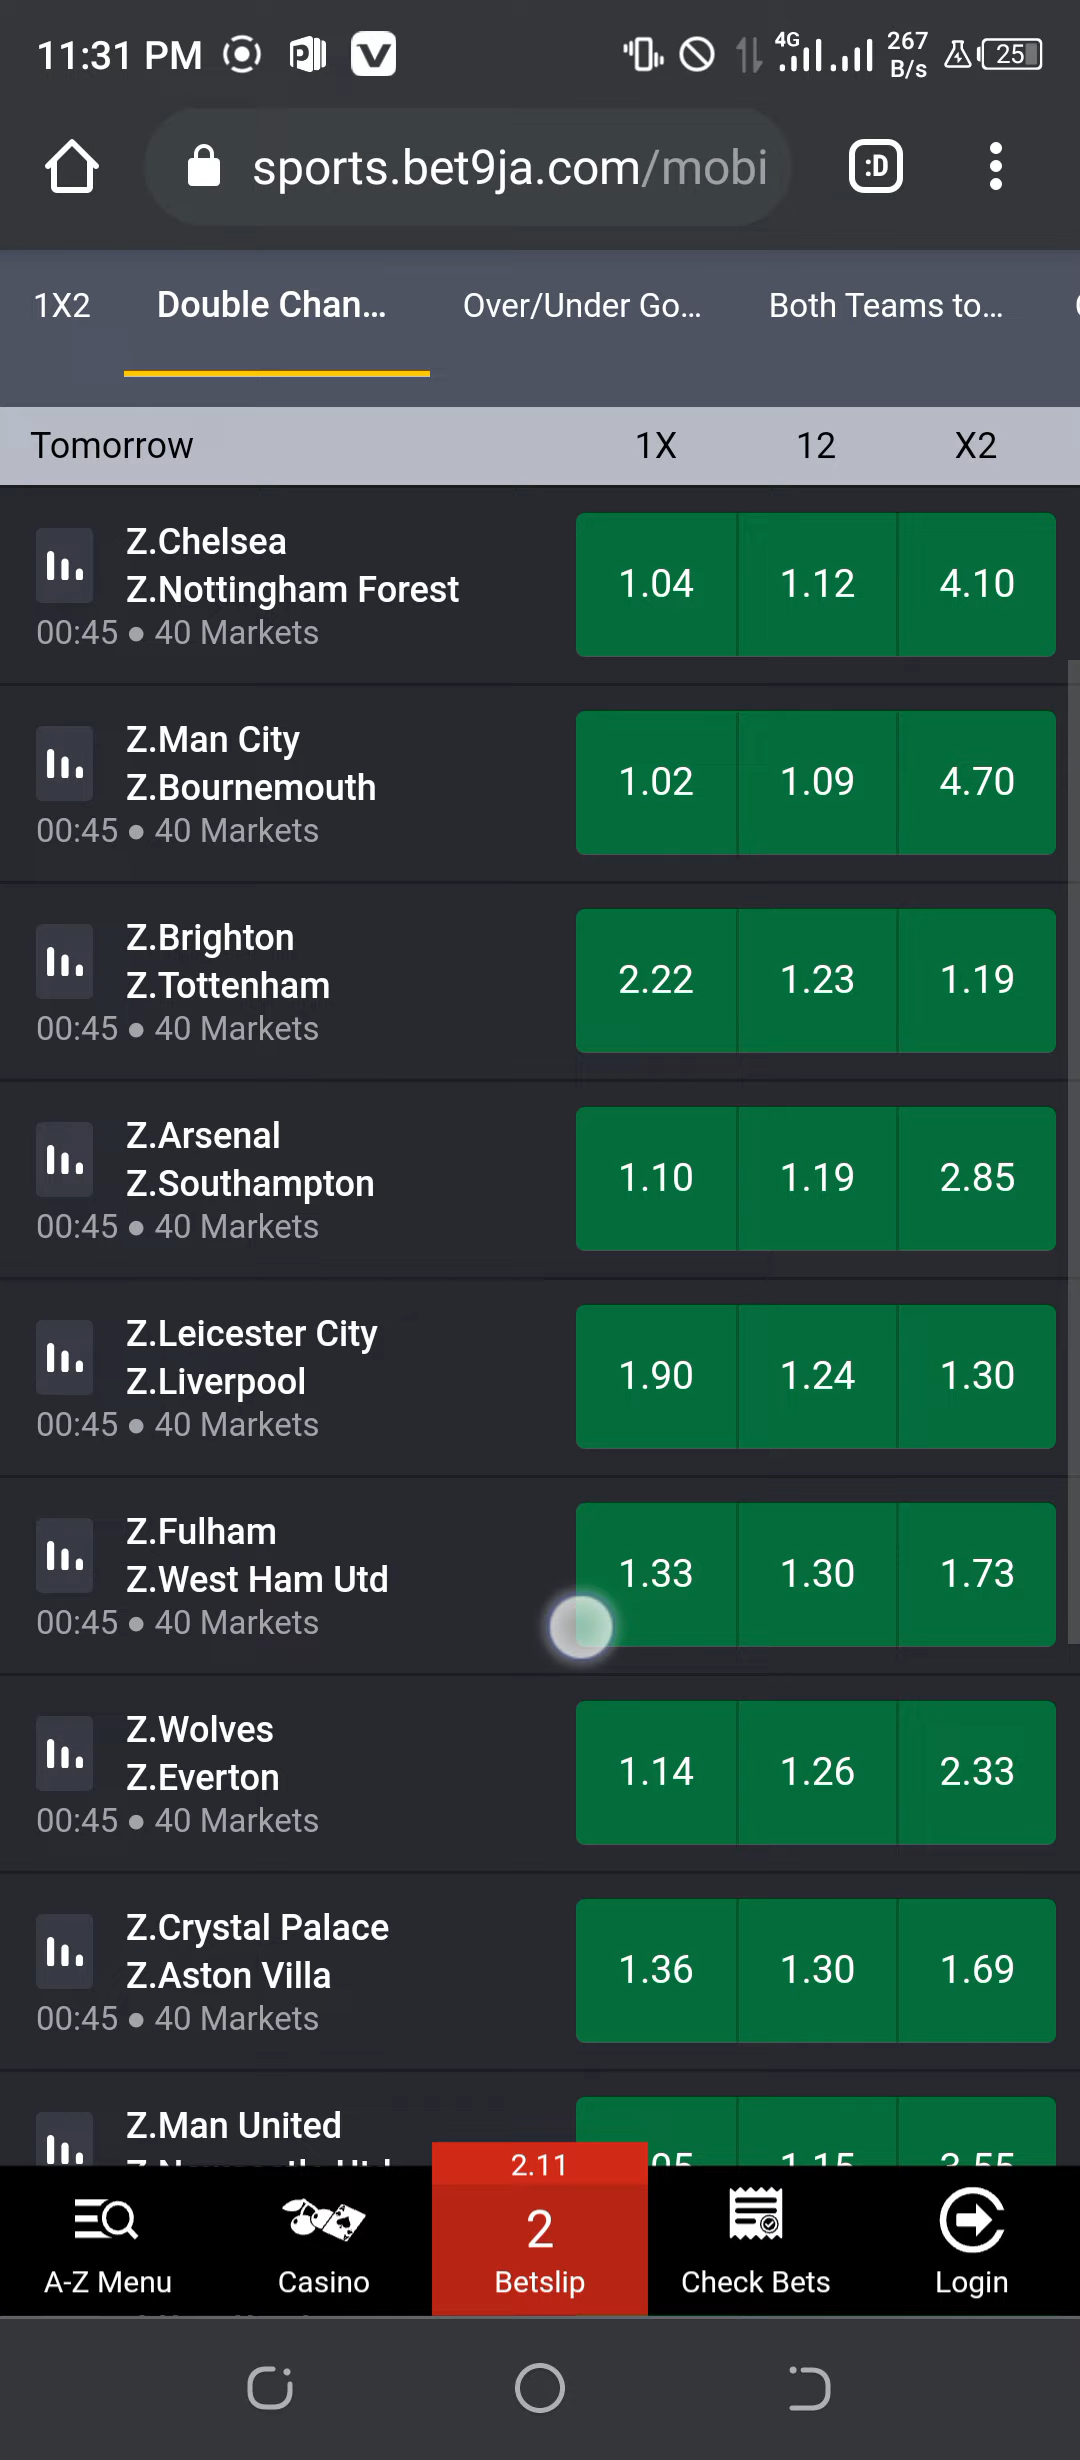 11:31 PM 4G 267 B/s 25
sports.bet9ja.com/mobi :D
1X2 Double Chan... Over/Under Go... Both Teams to...
Tomorrow 1X 12 X2
Z.Chelsea
Z.Nottingham Forest
00:45 ● 40 Markets
1.04 1.12 4.10
Z.Man City
Z.Bournemouth
00:45 ● 40 Markets
1.02 1.09 4.70
Z.Brighton
Z.Tottenham
00:45 ● 40 Markets
2.22 1.23 1.19
Z.Arsenal
Z.Southampton
00:45 ● 40 Markets
1.10 1.19 2.85
Z.Leicester City
Z.Liverpool
00:45 ● 40 Markets
1.90 1.24 1.30
Z.Fulham
Z.West Ham Utd
00:45 ● 40 Markets
1.33 1.30 1.73
Z.Wolves
Z.Everton
00:45 ● 40 Markets
1.14 1.26 2.33
Z.Crystal Palace
Z.Aston Villa
00:45 ● 40 Markets
1.36 1.30 1.69
Z.Man United
2.11
2
A-Z Menu Casino Betslip Check Bets Login